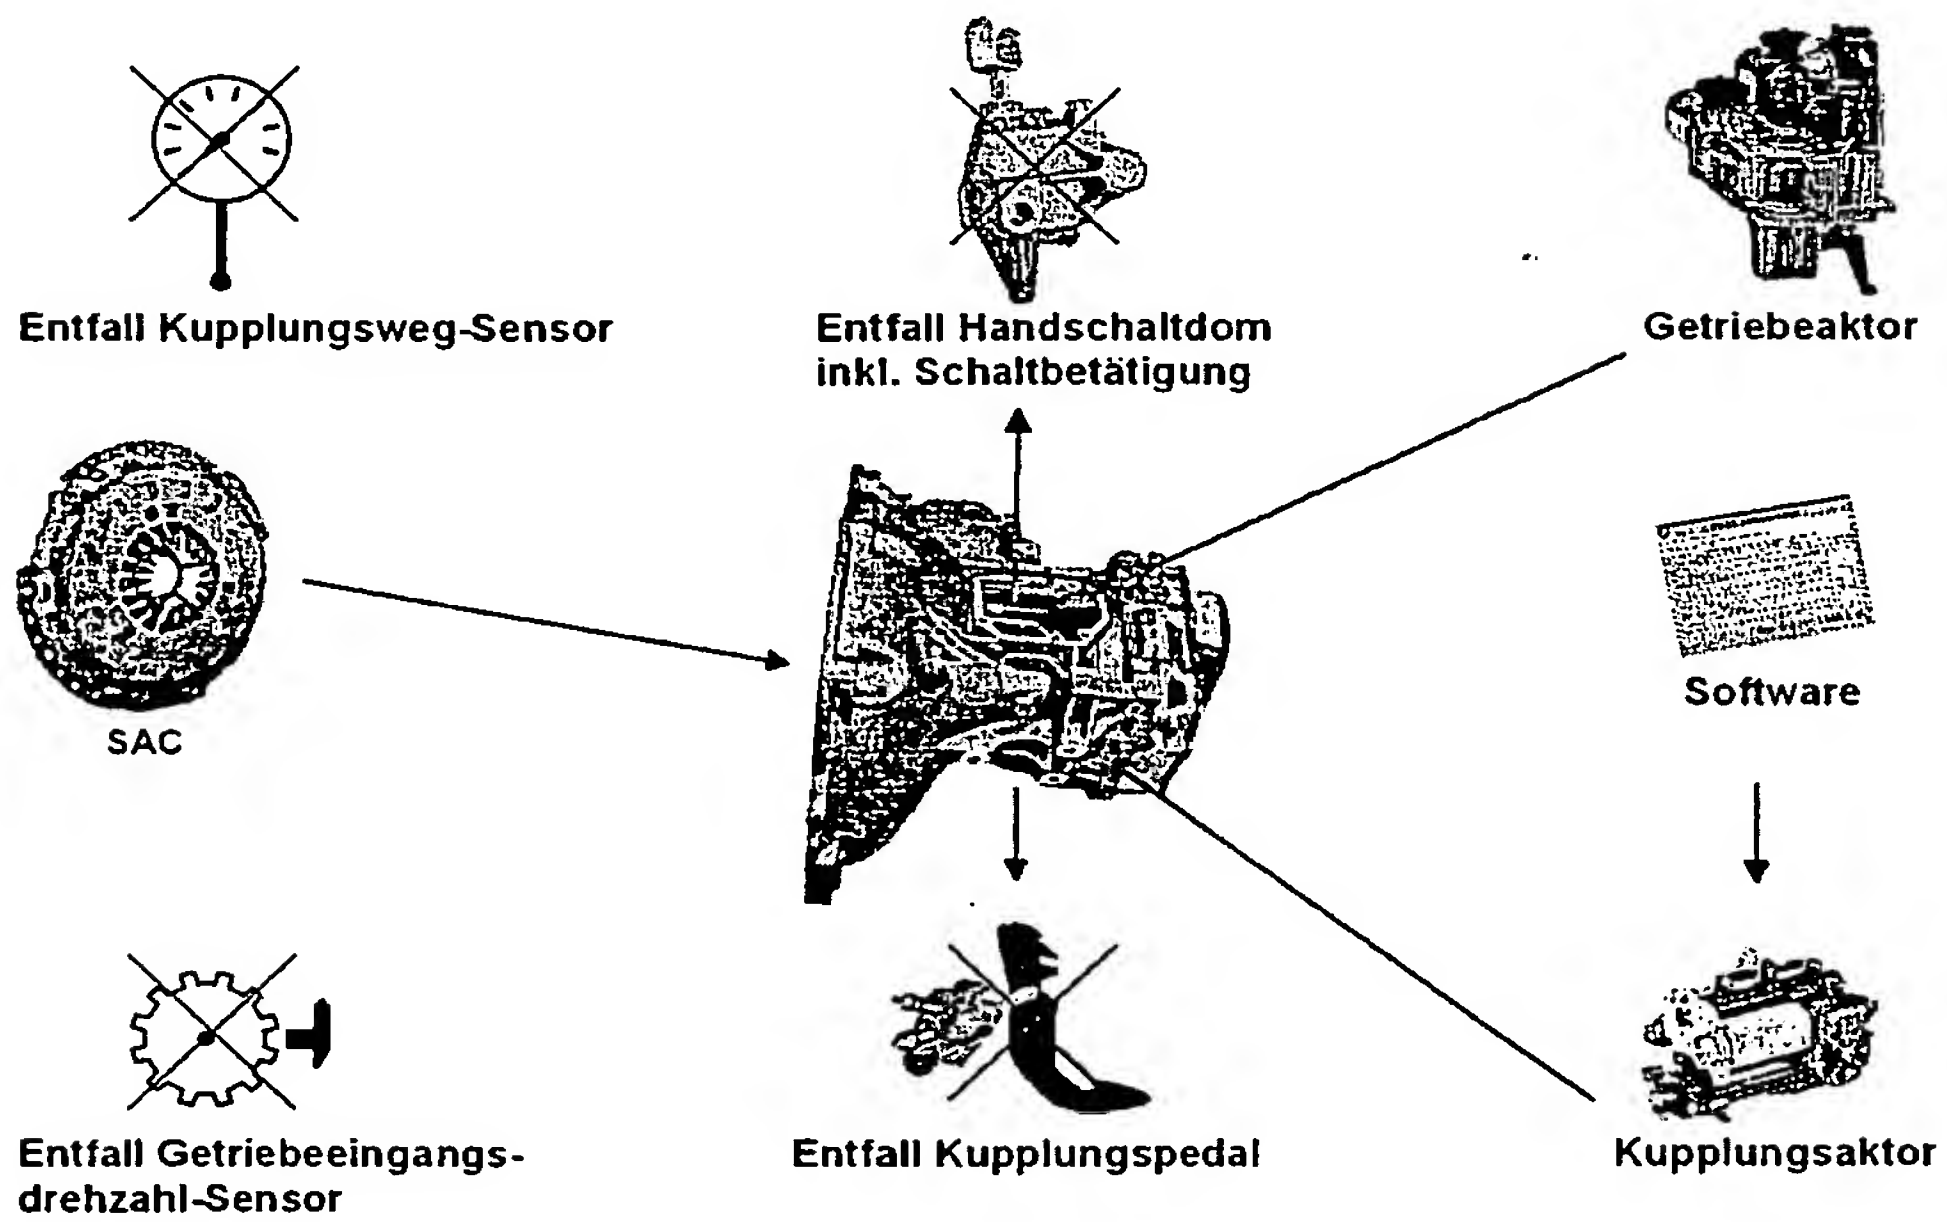 Entfall Kupplungsweg-Sensor
Entfall Handschaltdom
inkl. Schaltbetätigung
Getriebeaktor
SAC
Software
Entfall Getriebeeingangs-
drehzahl-Sensor
Entfall Kupplungspedal
Kupplungsaktor